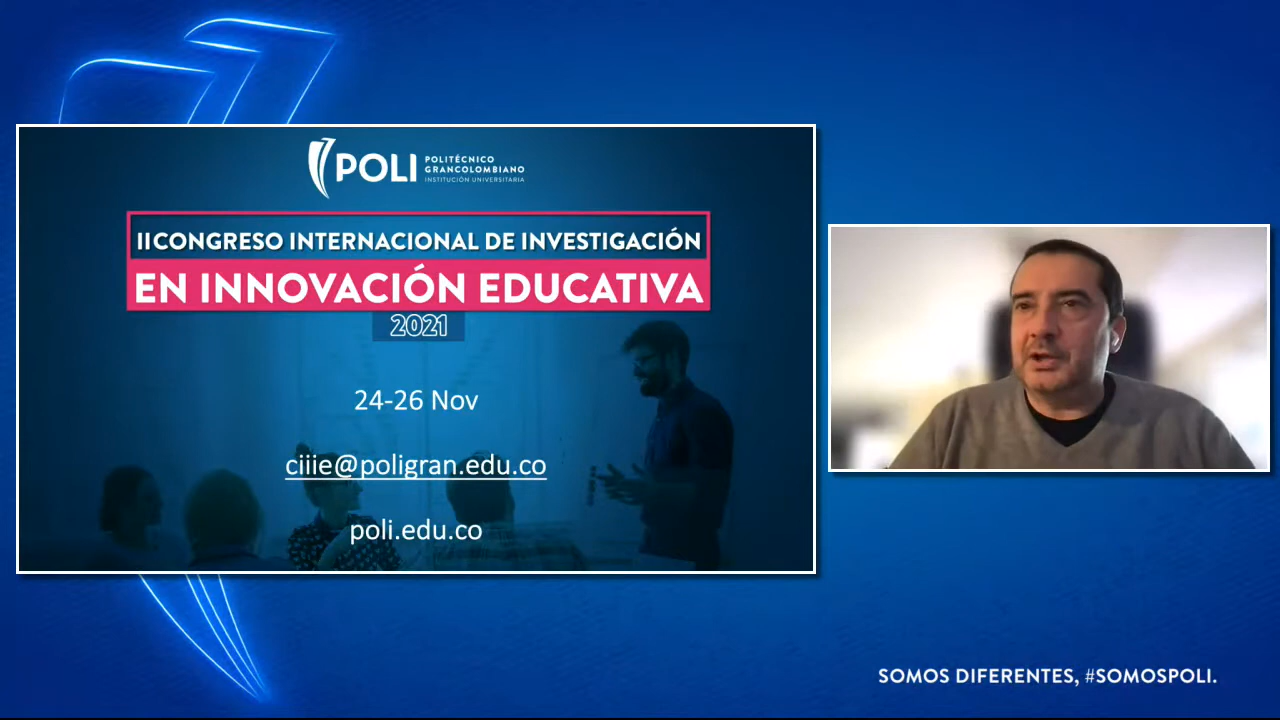 POLI
POLITÉCNICO
GRANCOLOMBIANO
INSTITUCIÓN UNIVERSITARIA
II CONGRESO INTERNACIONAL DE INVESTIGACIÓN
EN INNOVACIÓN EDUCATIVA
2021
24-26 Nov
ciiie@poligran.edu.co
poli.edu.co
SOMOS DIFERENTES, #SOMOSPOLI.